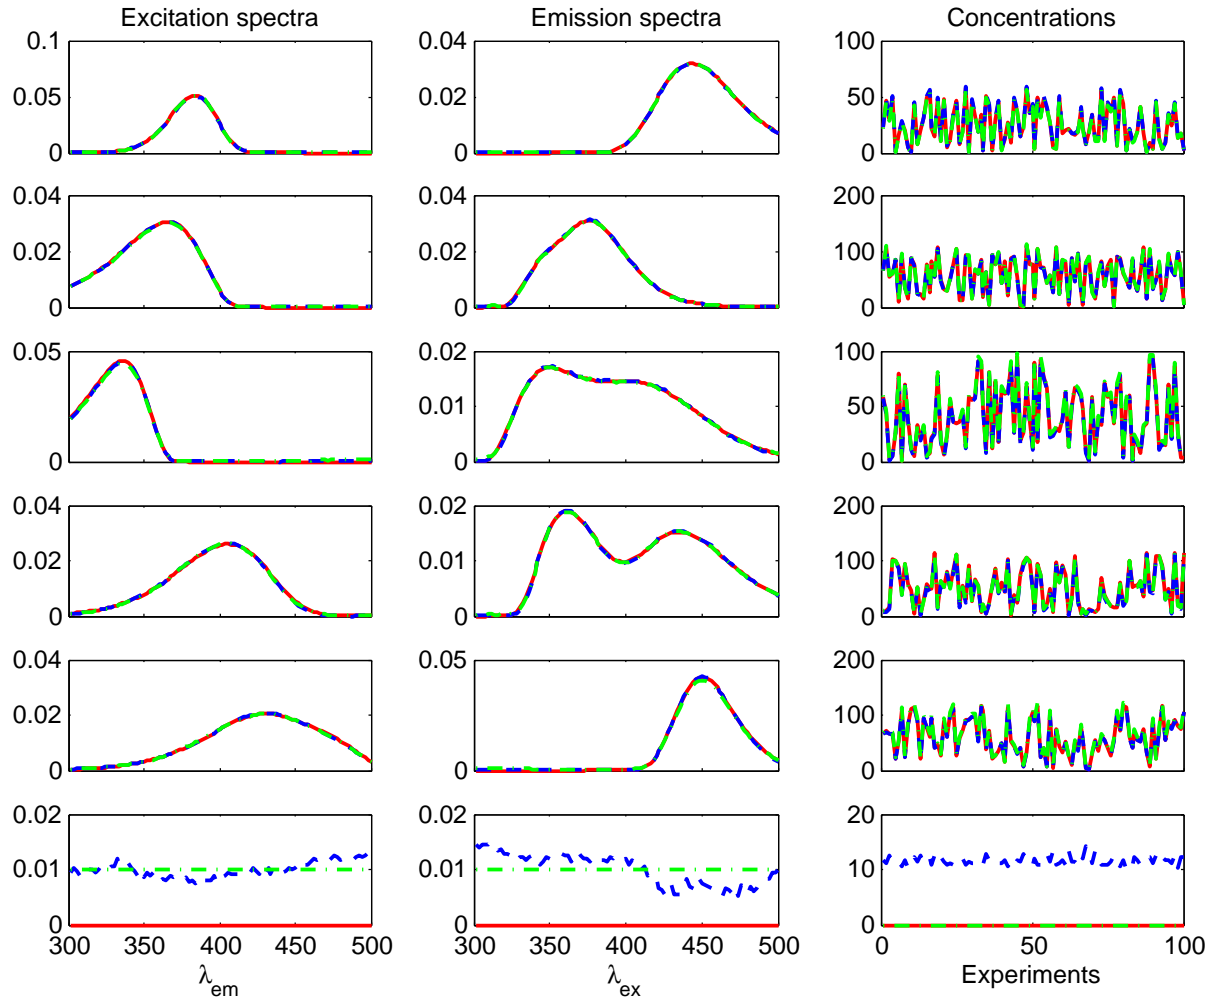 Excitation spectra Emission spectra Concentrations
0.1 0.04 100
0.05 0.02 50
0 0 0
0.04 0.04 200
0.02 0.02 100
0 0 0
0.05 0.02 100
0.01 50
0 0 0
0.04 0.02 200
0.02 0.01 100
0 0 0
0.04 0.05 200
0.02 100
0 0 0
0.02 0.02 20
0.01 0.01 10
0 0 0
300 350 400 450 500 300 350 400 450 500 0 50 100
λem λex Experiments